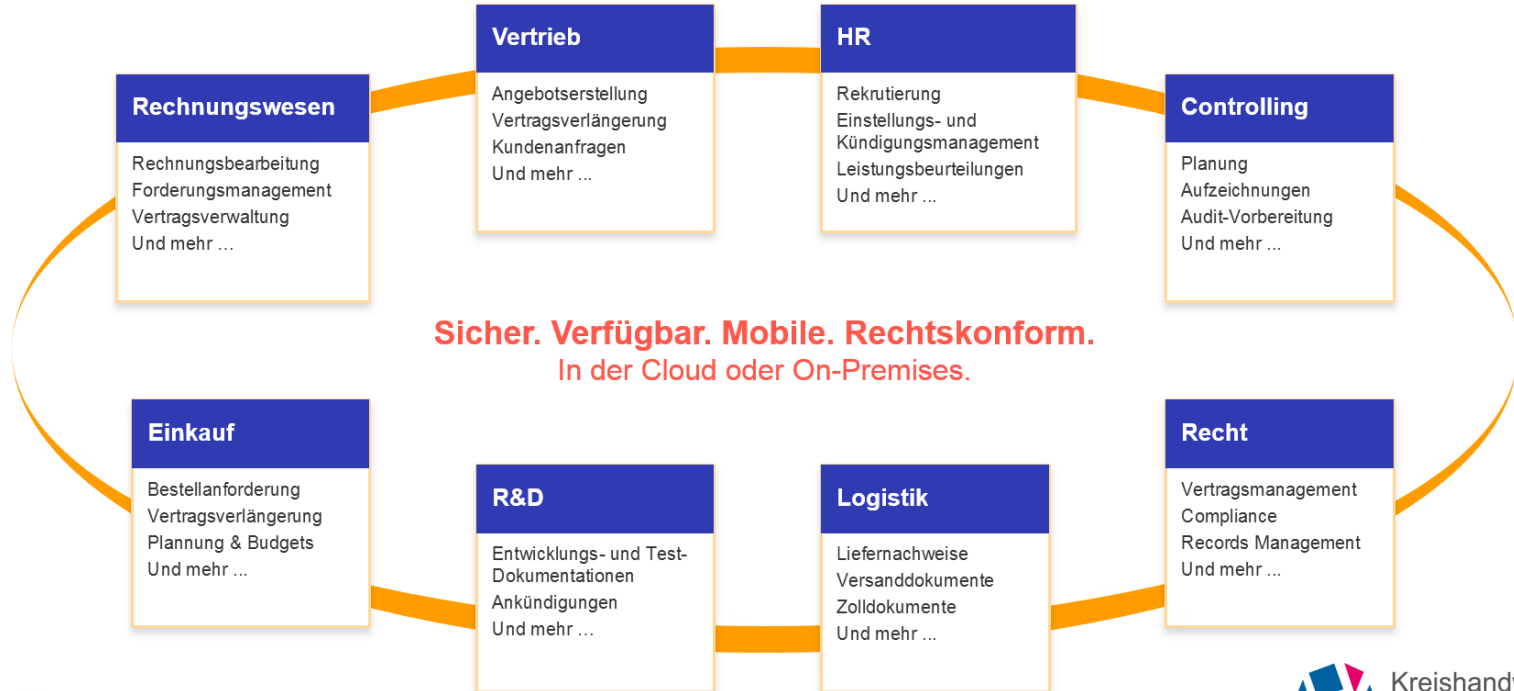 Vertrieb
Angebotserstellung
Vertragsverlängerung
Kundenanfragen
Und mehr ...
HR
Rekrutierung
Einstellungs- und
Kündigungsmanagement
Leistungsbeurteilungen
Und mehr ...
Rechnungswesen
Rechnungsbearbeitung
Forderungsmanagement
Vertragsverwaltung
Und mehr ...
Controlling
Planung
Aufzeichnungen
Audit-Vorbereitung
Und mehr ...
Sicher. Verfügbar. Mobile. Rechtskonform.
In der Cloud oder On-Premises.
Einkauf
Bestellanforderung
Vertragsverlängerung
Plannung & Budgets
Und mehr ...
R&D
Entwicklungs- und Test-
Dokumentationen
Ankündigungen
Und mehr ...
Logistik
Liefernachweise
Versanddokumente
Zolldokumente
Und mehr ...
Recht
Vertragsmanagement
Compliance
Records Management
Und mehr ...